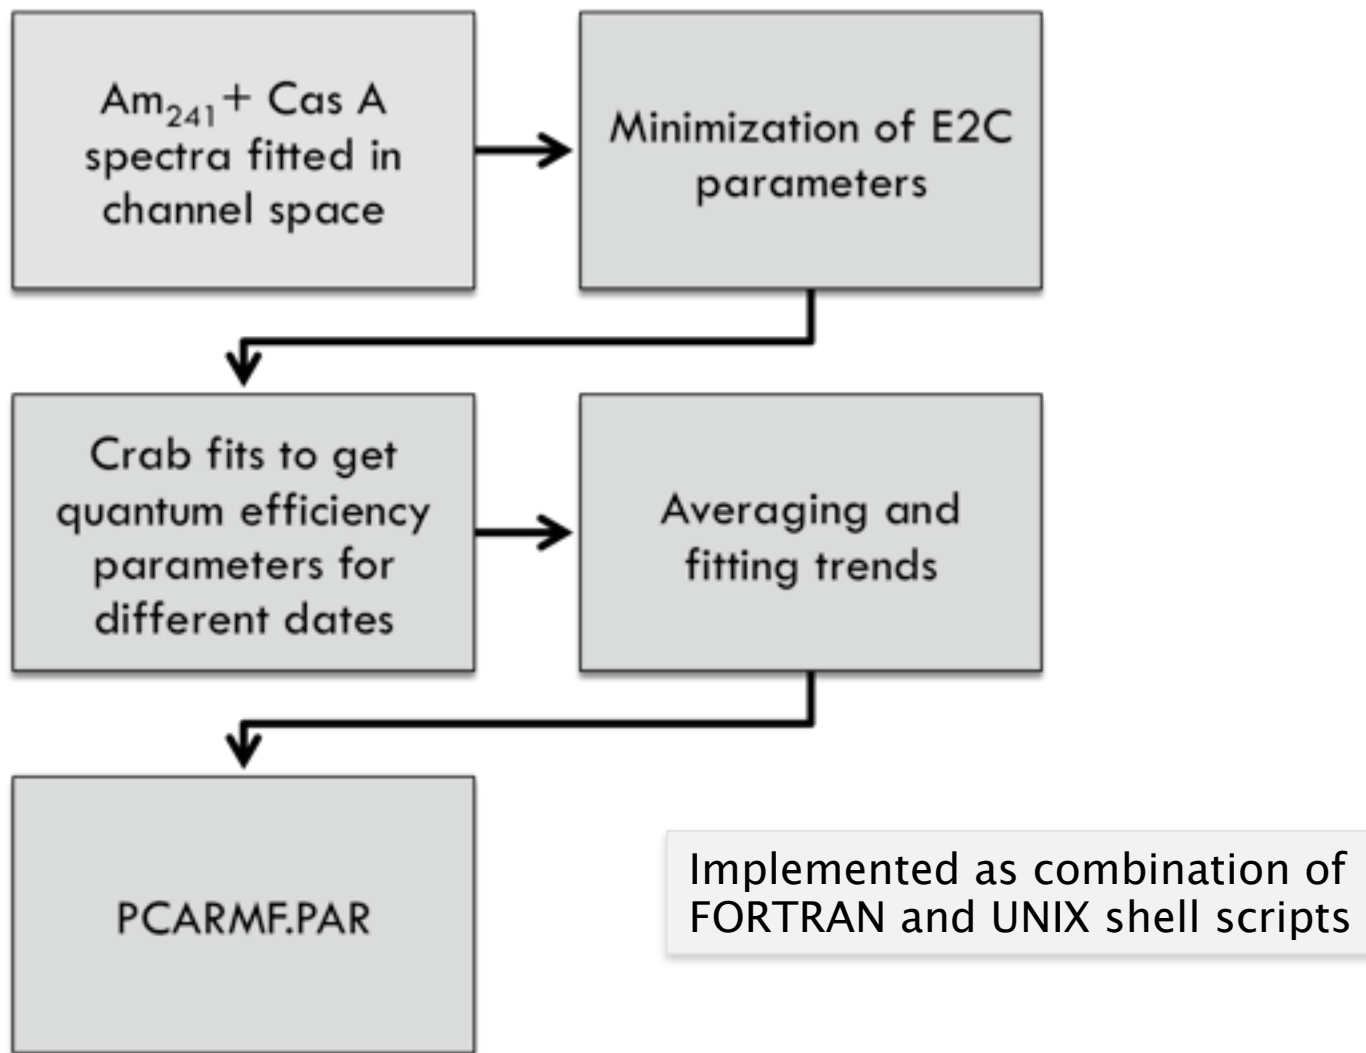 Am₂₄₁+ Cas A
spectra fitted in
channel space
Minimization of E2C
parameters
Crab fits to get
quantum efficiency
parameters for
different dates
Averaging and
fitting trends
PCARMF.PAR
Implemented as combination of
FORTRAN and UNIX shell scripts